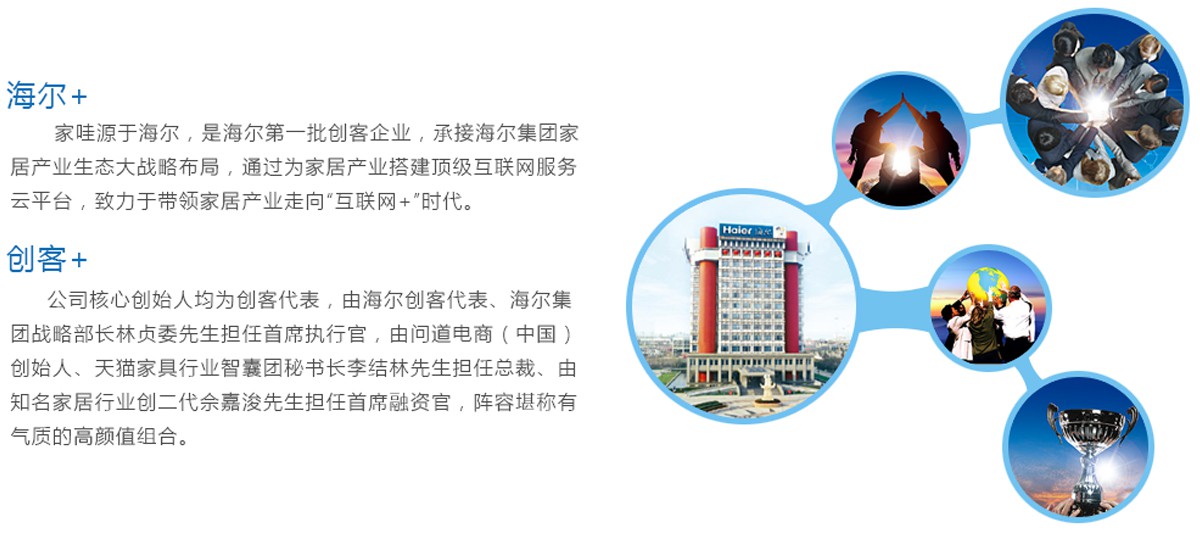 海尔+
家哇源于海尔，是海尔第一批创客企业，承接海尔集团家
居产业生态大战略布局，通过为家居产业搭建顶级互联网服务
云平台，致力于带领家居产业走向“互联网+”时代。
创客+
公司核心创始人均为创客代表，由海尔创客代表、海尔集
团战略部长林贞委先生担任首席执行官，由问道电商（中国）
创始人、天猫家具行业智囊团秘书长李结林先生担任总裁、由
知名家居行业创二代佘嘉浚先生担任首席融资官，阵容堪称有
气质的高颜值组合。
Haier